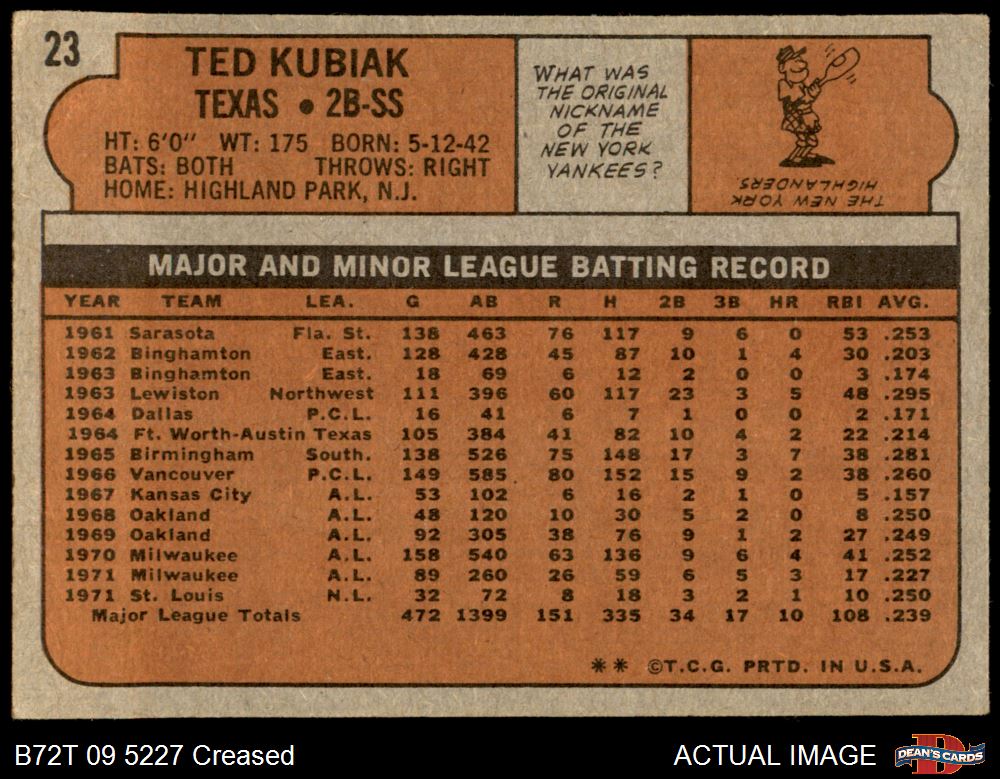 23
TED KUBIAK
TEXAS • 2B-SS
HT: 6'0" WT: 175 BORN: 5-12-42
BATS: BOTH THROWS: RIGHT
HOME: HIGHLAND PARK, N.J.
WHAT WAS
THE ORIGINAL
NICKNAME
OF THE
NEW YORK
YANKEES?
THE NEW YORK
HIGHLANDERS.
MAJOR AND MINOR LEAGUE BATTING RECORD
YEAR TEAM LEA. G AB R H 2B 3B HR RBI AVG.
1961 Sarasota Fla. St. 138 463 76 117 9 6 0 53 .253
1962 Binghamton East. 128 428 45 87 10 1 4 30 .203
1963 Binghamton East. 18 69 6 12 2 0 0 3 .174
1963 Lewiston Northwest 111 396 60 117 23 3 5 48 .295
1964 Dallas P.C.L. 16 41 6 7 1 0 0 2 .171
1964 Ft. Worth-Austin Texas 105 384 41 82 10 4 2 22 .214
1965 Birmingham South. 138 526 75 148 17 3 7 38 .281
1966 Vancouver P.C.L. 149 585 80 152 15 9 2 38 .260
1967 Kansas City A.L. 53 102 6 16 2 1 0 5 .157
1968 Oakland A.L. 48 120 10 30 5 2 0 8 .250
1969 Oakland A.L. 92 305 38 76 9 1 2 27 .249
1970 Milwaukee A.L. 158 540 63 136 9 6 4 41 .252
1971 Milwaukee A.L. 89 260 26 59 6 5 3 17 .227
1971 St. Louis N.L. 32 72 8 18 3 2 1 10 .250
Major League Totals 472 1399 151 335 34 17 10 108 .239
** ©T.C.G. PRTD. IN U.S.A.
B72T 09 5227 Creased
ACTUAL IMAGE
D
DEAN'S CARDS